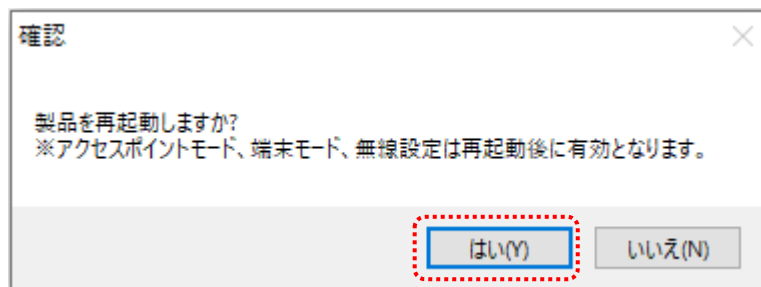 確認
製品を再起動しますか?
※アクセスポイントモード、端末モード、無線設定は再起動後に有効となります。
はい(Y)
いいえ(N)